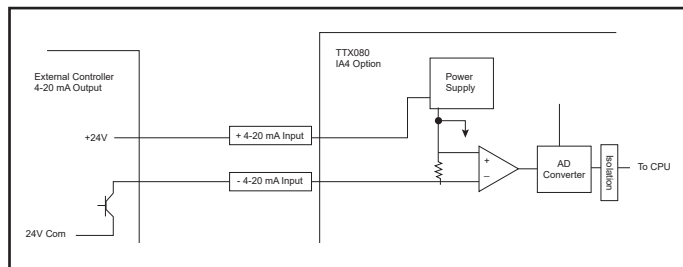 External Controller
4-20 mA Output
TTX080
IA4 Option
Power
Supply
+24V
+ 4-20 mA Input
+
–
AD
Converter
Isolation
To CPU
- 4-20 mA Input
24V Com